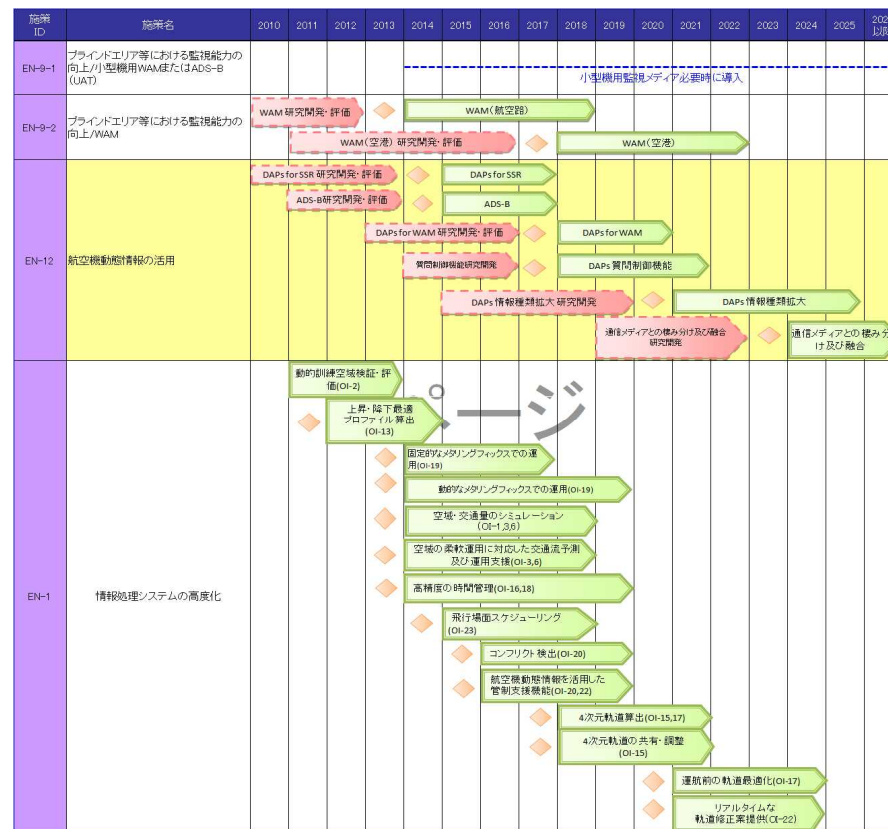 施策
ID
施策名
2010
2011
2012
2013
2014
2015
2016
2017
2018
2019
2020
2021
2022
2023
2024
2025
EN-9-1
ブラインドエリア等における監視能力の
向上/小型機用WAMまたはADS-B
(UAT)
小型機用監視メディア必要時に導入
EN-9-2
ブラインドエリア等における監視能力の
向上/WAM
WAM 研究開発・評価
WAM(航空路)
WAM(空港) 研究開発・評価
WAM(空港)
EN-12
航空機動態情報の活用
DAPs for SSR 研究開発・評価
DAPs for SSR
ADS-B研究開発・評価
ADS-B
DAPs for WAM 研究開発・評価
DAPs for WAM
質問制御機能研究開発
DAPs 質問制御機能
DAPs 情報種類拡大 研究開発
DAPs 情報種類拡大
通信メディアとの棲み分け及び融合
研究開発
通信メディアとの棲み分
け及び融合
EN-1
情報処理システムの高度化
動的訓練空域検証・評
価(OI-2)
ページ
上昇・降下最適
プロファイル算出
(OI-13)
固定的なメタリングフィックスでの運
用(OI-19)
動的なメタリングフィックスでの運用(OI-19)
空域・交通量のシミュレーション
(OI-1,3,6)
空域の柔軟運用に対応した交通流予測
及び運用支援(OI-3,6)
高精度の時間管理(OI-16,18)
飛行場面スケジューリング
(OI-23)
コンフリクト検出(OI-20)
航空機動態情報を活用した
管制支援機能(OI-20,22)
4次元軌道算出(OI-15,17)
4次元軌道の共有・調整
(OI-15)
運航前の軌道最適化(OI-17)
リアルタイムな
軌道修正案提供(OI-22)